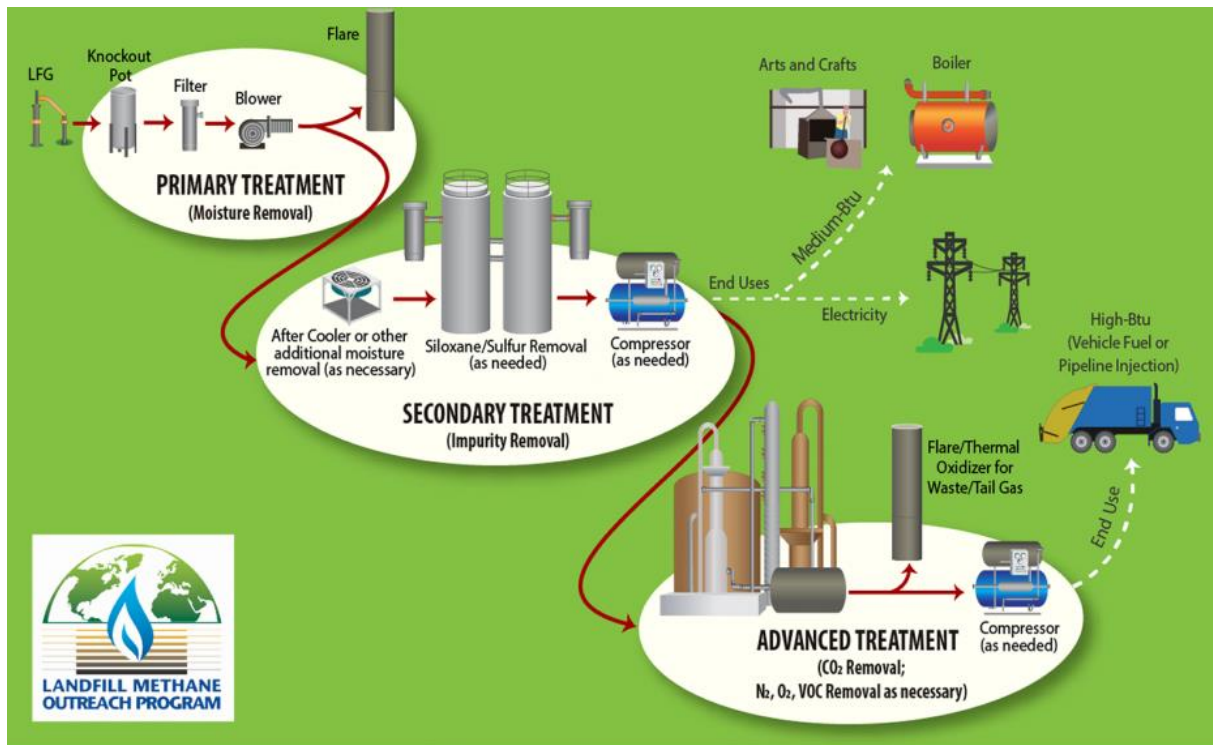 LFG
Knockout
Pot
Filter
Blower
Flare
PRIMARY TREATMENT
(Moisture Removal)
After Cooler or other
additional moisture
removal (as necessary)
Siloxane/Sulfur Removal
(as needed)
Compressor
(as needed)
SECONDARY TREATMENT
(Impurity Removal)
End Uses
Medium-Btu
Arts and Crafts
Boiler
Electricity
High-Btu
(Vehicle Fuel or
Pipeline Injection)
Flare/Thermal
Oxidizer for
Waste/Tail Gas
End Use
Compressor
(as needed)
ADVANCED TREATMENT
(CO₂ Removal;
N₂, O₂, VOC Removal as necessary)
LANDFILL METHANE
OUTREACH PROGRAM